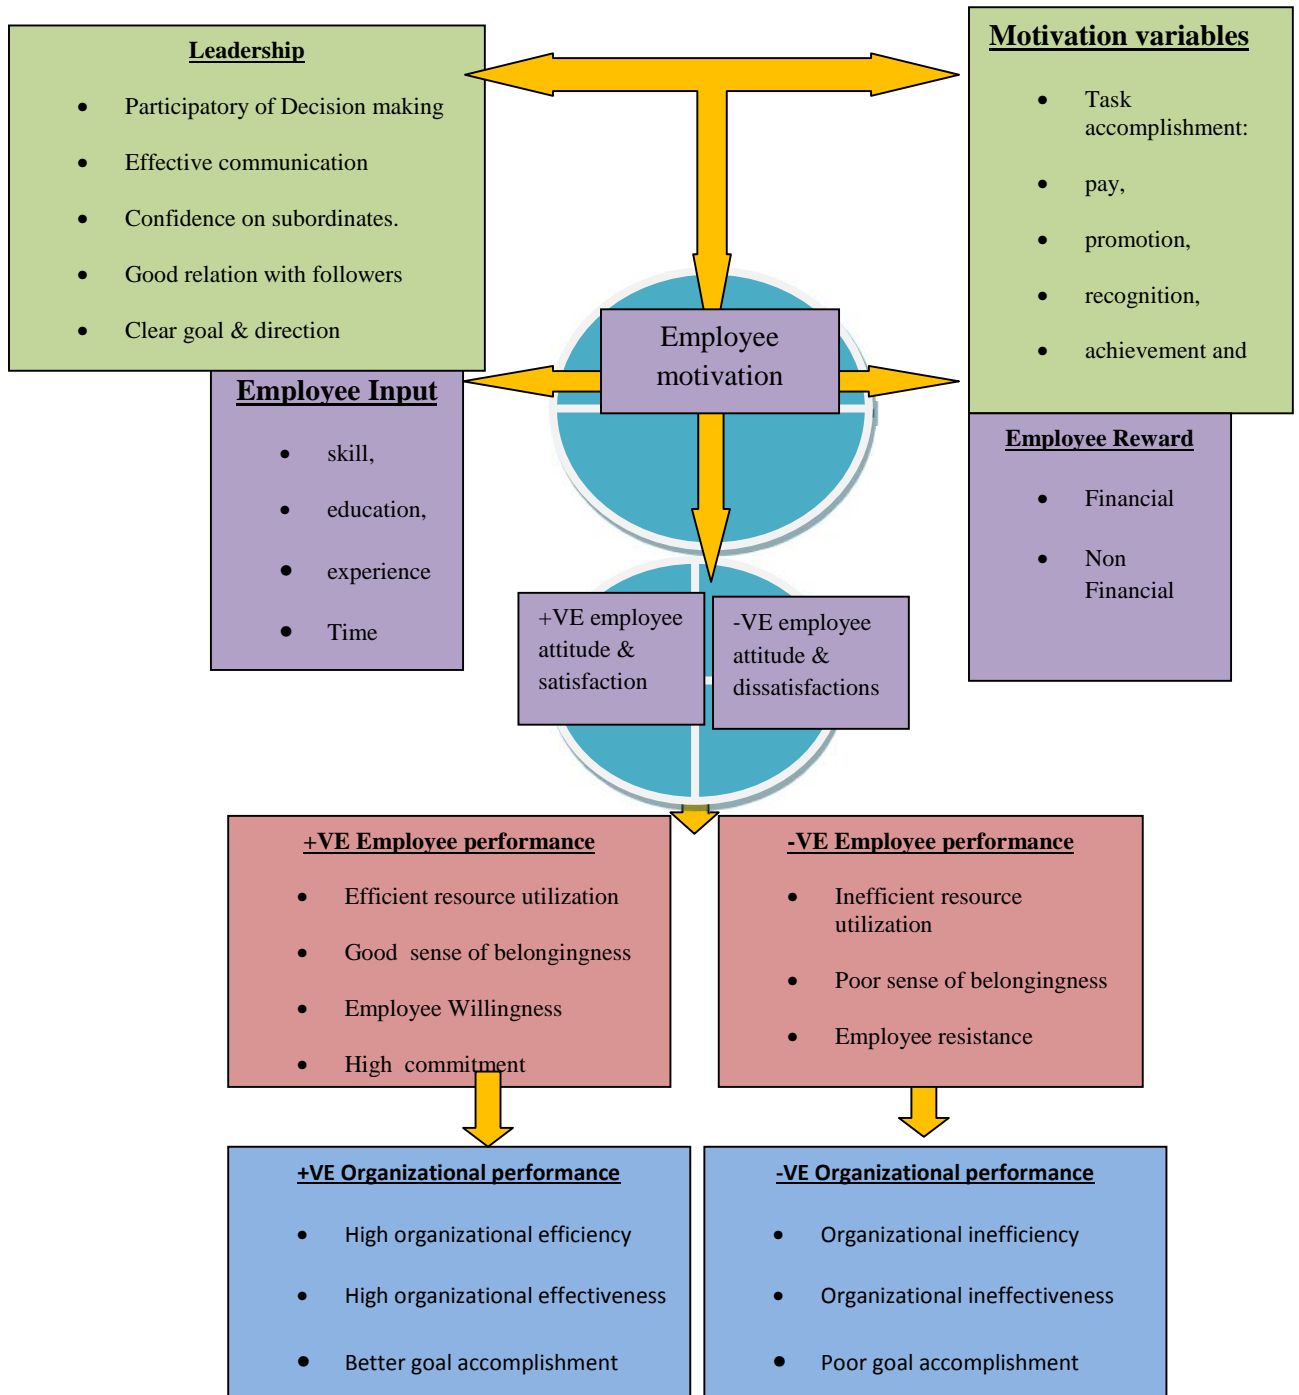 Leadership
• Participatory of Decision making
• Effective communication
• Confidence on subordinates.
• Good relation with followers
• Clear goal & direction
Motivation variables
• Task
accomplishment:
• pay,
• promotion,
• recognition,
• achievement and
Employee
motivation
Employee Input
• skill,
• education,
• experience
• Time
Employee Reward
• Financial
• Non
Financial
+VE employee
attitude &
satisfaction
-VE employee
attitude &
dissatisfactions
+VE Employee performance
• Efficient resource utilization
• Good sense of belongingness
• Employee Willingness
• High commitment
-VE Employee performance
• Inefficient resource
utilization
• Poor sense of belongingness
• Employee resistance
+VE Organizational performance
• High organizational efficiency
• High organizational effectiveness
• Better goal accomplishment
-VE Organizational performance
• Organizational inefficiency
• Organizational ineffectiveness
• Poor goal accomplishment